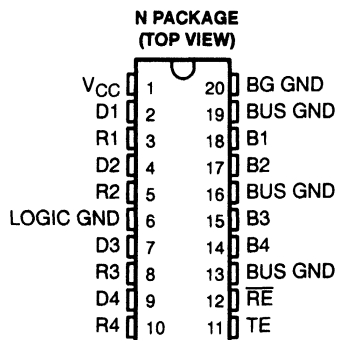 N PACKAGE
(TOP VIEW)
VCC 1 20 BG GND
D1 2 19 BUS GND
R1 3 18 B1
D2 4 17 B2
R2 5 16 BUS GND
LOGIC GND 6 15 B3
D3 7 14 B4
R3 8 13 BUS GND
D4 9 12 R̅E̅
R4 10 11 TE